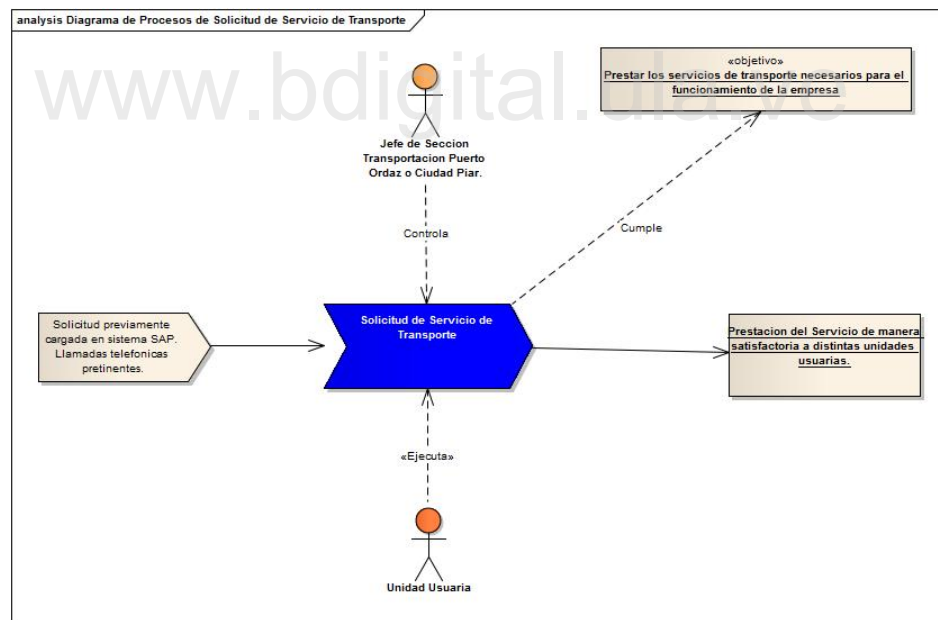 analysis Diagrama de Procesos de Solicitud de Servicio de Transporte
www.bdigital.ula.ve
«objetivo»
Prestar los servicios de transporte necesarios para el
funcionamiento de la empresa
Jefe de Seccion
Transportacion Puerto
Ordaz o Ciudad Piar.
Controla
Cumple
Solicitud previamente
cargada en sistema SAP.
Llamadas telefonicas
pretinentes.
Solicitud de Servicio de
Transporte
Prestacion del Servicio de manera
satisfactoria a distintas unidades
usuarias.
«Ejecuta»
Unidad Usuaria